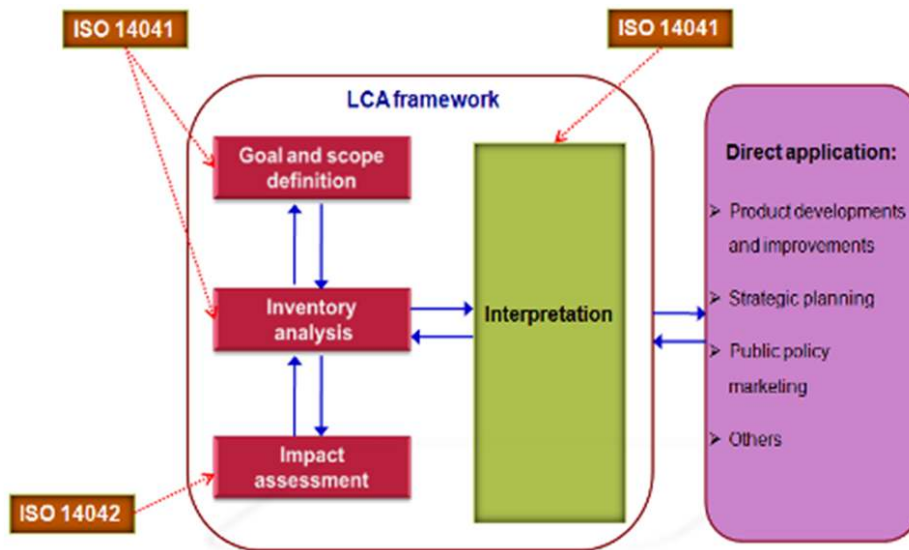 ISO 14041
ISO 14041
LCA framework
Goal and scope
definition
Inventory
analysis
Impact
assessment
ISO 14042
Interpretation
Direct application:
➢ Product developments
and improvements
➢ Strategic planning
➢ Public policy
marketing
➢ Others